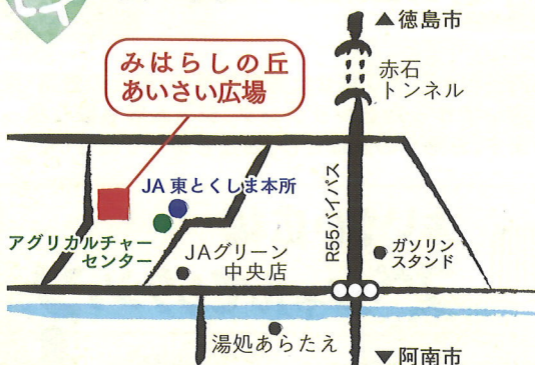 ▲徳島市
みはらしの丘
あいさい広場
赤石
トンネル
JA 東とくしま本所
R55バイパス
アグリカルチャー
センター
JAグリーン
中央店
ガソリン
スタンド
湯処あらたえ
▼阿南市